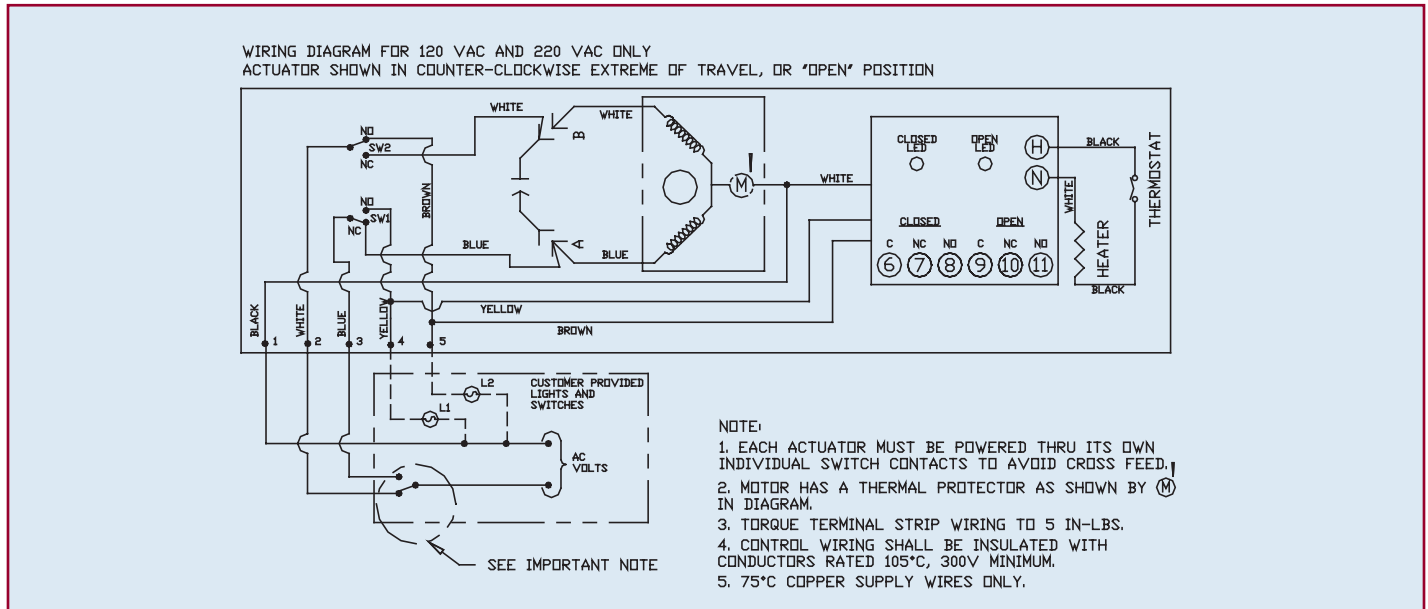 WIRING DIAGRAM FOR 120 VAC AND 220 VAC ONLY
ACTUATOR SHOWN IN COUNTER-CLOCKWISE EXTREME OF TRAVEL, OR "OPEN" POSITION
WHITE
WHITE
NO
SW2
NC
B
BROWN
NO
SW1
NC
BLUE
A
BLUE
M
!
WHITE
CLOSED
LED
OPEN
LED
H
N
BLACK
WHITE
THERMOSTAT
HEATER
BLACK
CLOSED
OPEN
C NC NO C NC NO
6 7 8 9 10 11
YELLOW
BROWN
BLACK
WHITE
BLUE
YELLOW
1 2 3 4 5
L2
L1
CUSTOMER PROVIDED
LIGHTS AND
SWITCHES
AC
VOLTS
SEE IMPORTANT NOTE
NOTE:
1. EACH ACTUATOR MUST BE POWERED THRU ITS OWN
INDIVIDUAL SWITCH CONTACTS TO AVOID CROSS FEED.
2. MOTOR HAS A THERMAL PROTECTOR AS SHOWN BY M!
IN DIAGRAM.
3. TORQUE TERMINAL STRIP WIRING TO 5 IN-LBS.
4. CONTROL WIRING SHALL BE INSULATED WITH
CONDUCTORS RATED 105°C, 300V MINIMUM.
5. 75°C COPPER SUPPLY WIRES ONLY.